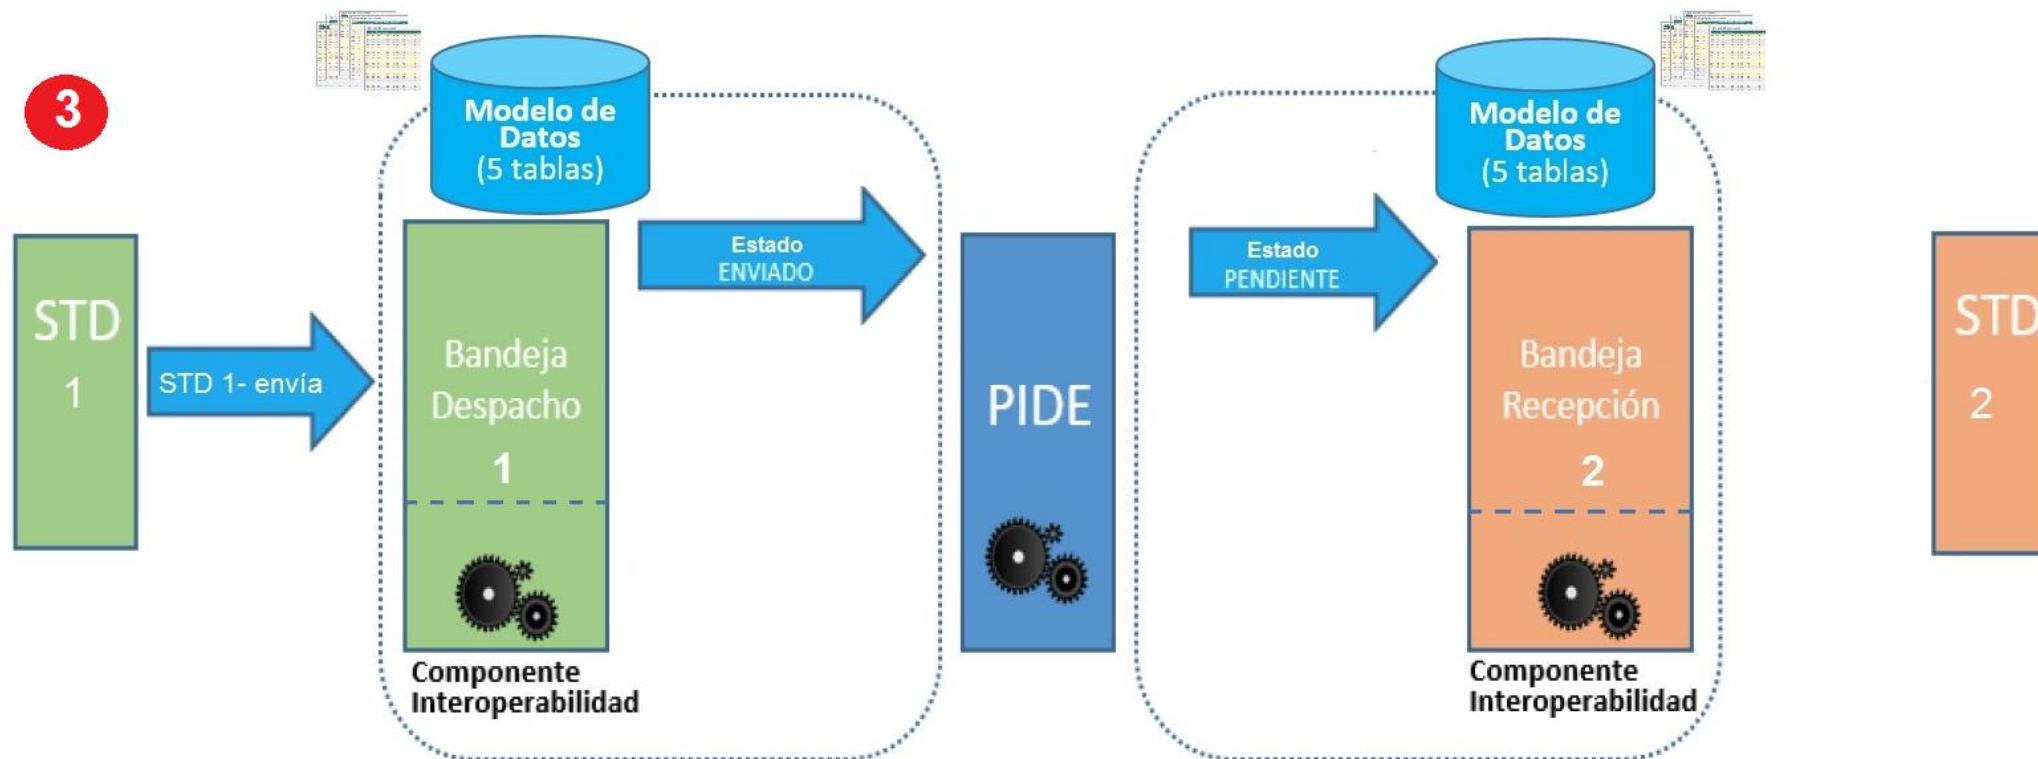 3
Modelo de
Datos
(5 tablas)
Modelo de
Datos
(5 tablas)
STD
1
STD 1- envía
Bandeja
Despacho
1
Componente
Interoperabilidad
Estado
ENVIADO
PIDE
Estado
PENDIENTE
Bandeja
Recepción
2
Componente
Interoperabilidad
STD
2